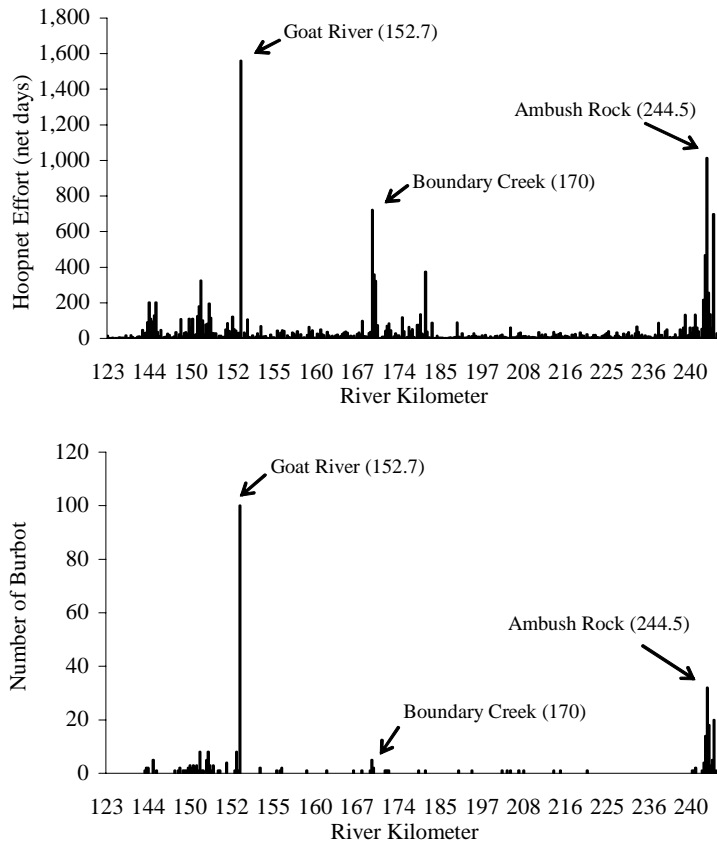 1,800
1,600
1,400
1,200
1,000
800
600
400
200
0
Hoopnet Effort (net days)
Goat River (152.7)
Boundary Creek (170)
Ambush Rock (244.5)
123 144 150 152 155 160 167 174 185 197 208 216 225 236 240
River Kilometer
120
100
80
60
40
20
0
Number of Burbot
Goat River (152.7)
Ambush Rock (244.5)
Boundary Creek (170)
123 144 150 152 155 160 167 174 185 197 208 216 225 236 240
River Kilometer